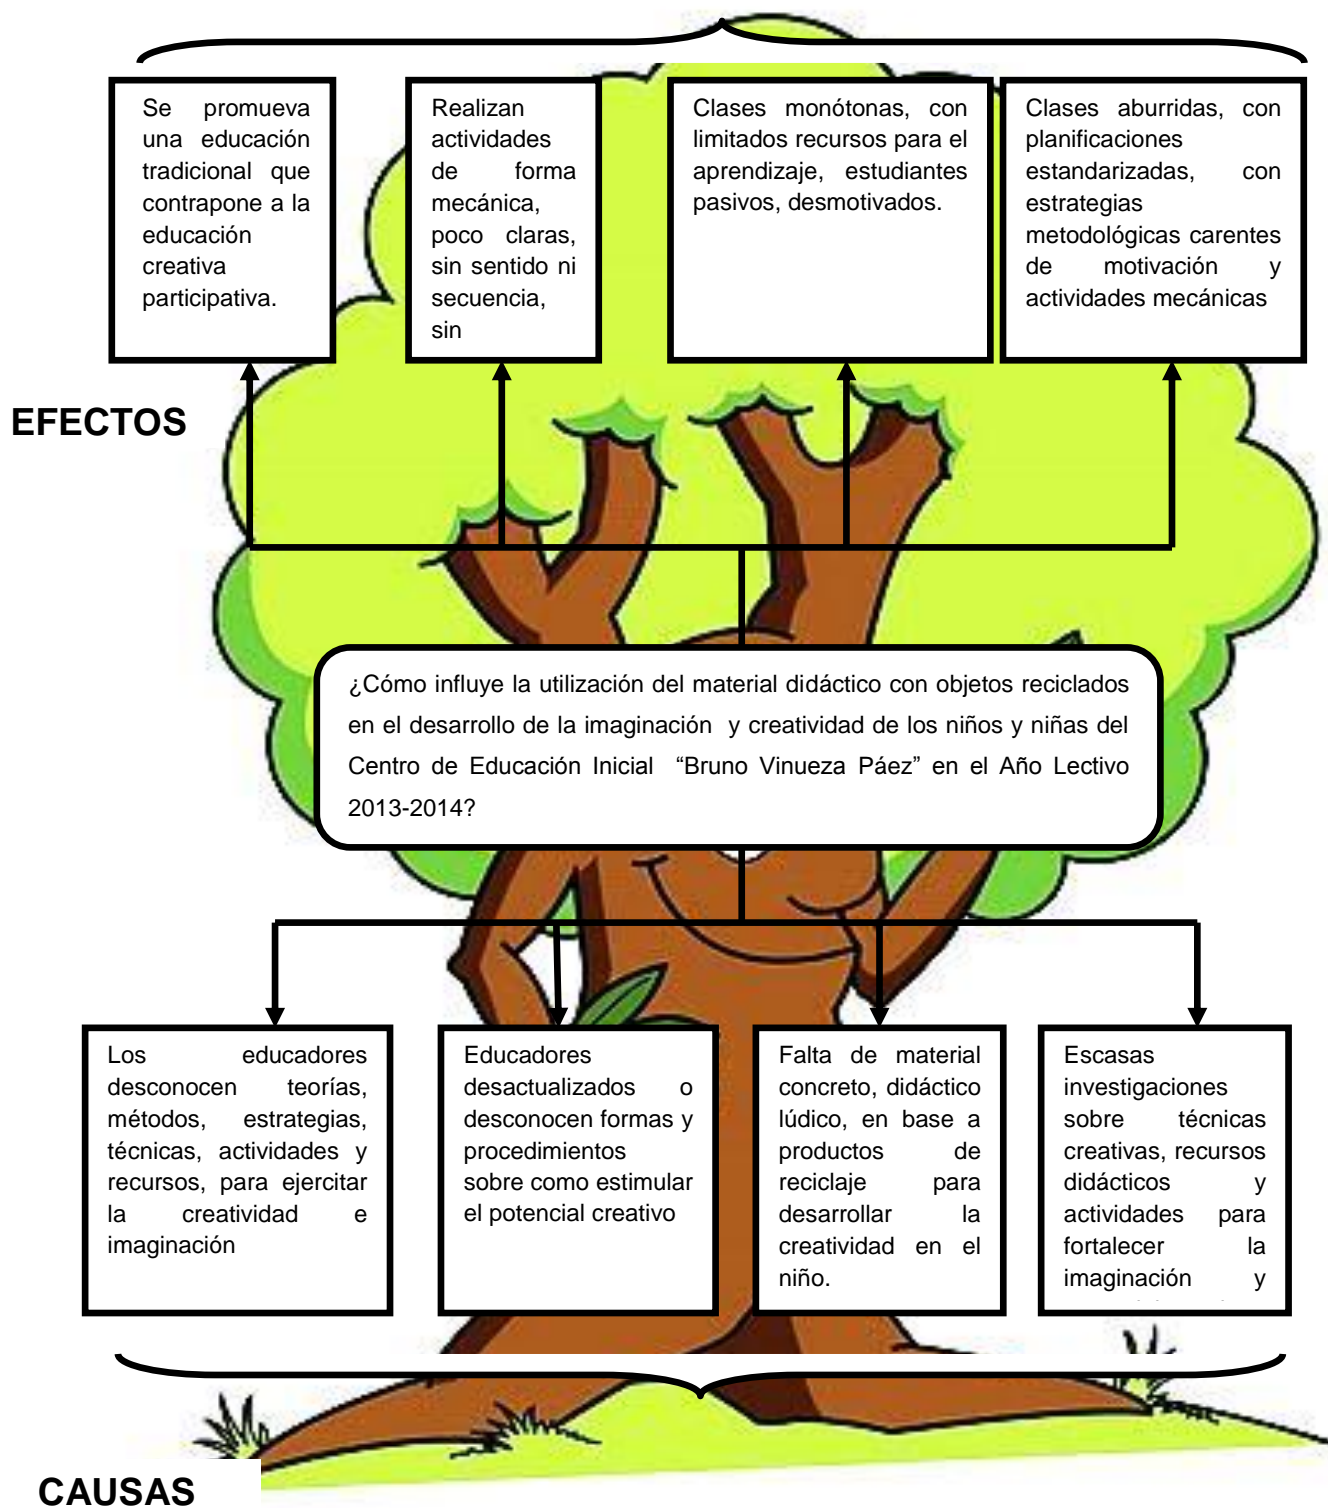 Se promueva
una educación
tradicional que
contrapone a la
educación
creativa
participativa.
Realizan
actividades
de forma
mecánica,
poco claras,
sin sentido ni
secuencia,
sin
Clases monótonas, con
limitados recursos para el
aprendizaje, estudiantes
pasivos, desmotivados.
Clases aburridas, con
planificaciones
estandarizadas, con
estrategias
metodológicas carentes
de motivación y
actividades mecánicas
EFECTOS
¿Cómo influye la utilización del material didáctico con objetos reciclados
en el desarrollo de la imaginación y creatividad de los niños y niñas del
Centro de Educación Inicial “Bruno Vinueza Páez” en el Año Lectivo
2013-2014?
Los educadores
desconocen teorías,
métodos, estrategias,
técnicas, actividades y
recursos, para ejercitar
la creatividad e
imaginación
Educadores
desactualizados o
desconocen formas y
procedimientos
sobre como estimular
el potencial creativo
Falta de material
concreto, didáctico
lúdico, en base a
productos de
reciclaje para
desarrollar la
creatividad en el
niño.
Escasas
investigaciones
sobre técnicas
creativas, recursos
didácticos y
actividades para
fortalecer la
imaginación y
CAUSAS